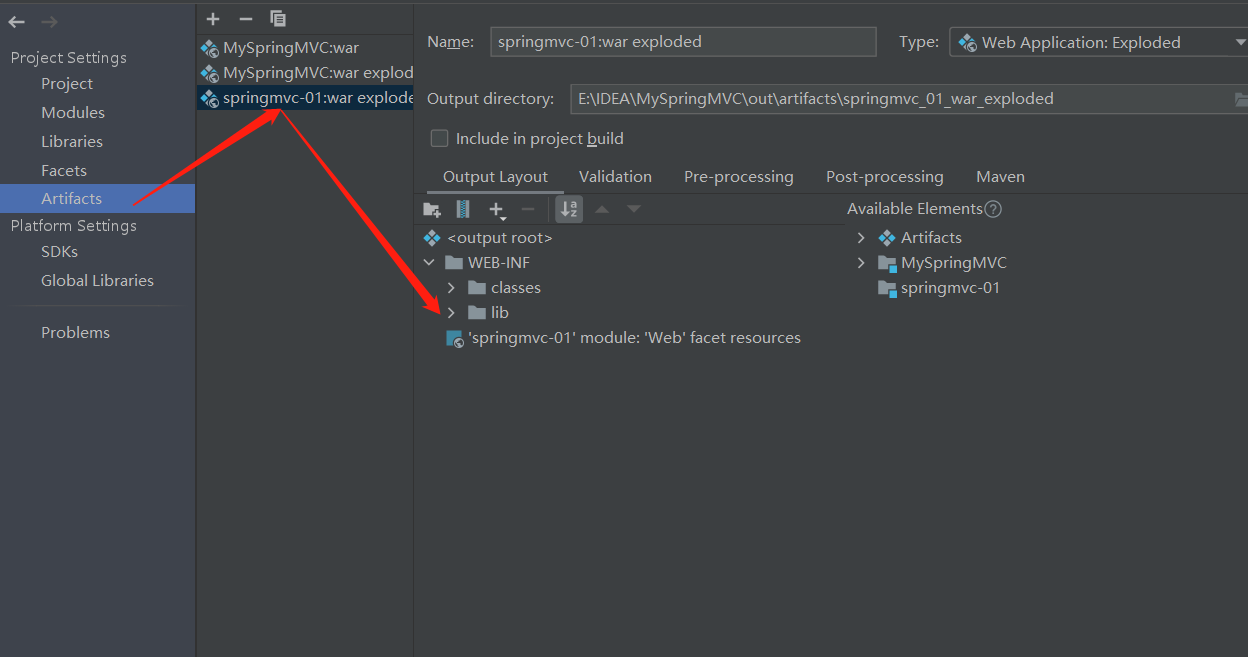 Project Settings
Project
Modules
Libraries
Facets
Artifacts
Platform Settings
SDKs
Global Libraries
Problems
MySpringMVC:war
MySpringMVC:war explod
springmvc-01:war explode
Name: springmvc-01:war exploded Type: Web Application: Exploded
Output directory: E:\IDEA\MySpringMVC\out\artifacts\springmvc_01_war_exploded
Include in project build
Output Layout Validation Pre-processing Post-processing Maven
Available Elements?
<output root>
WEB-INF
classes
lib
'springmvc-01' module: 'Web' facet resources
Artifacts
MySpringMVC
springmvc-01